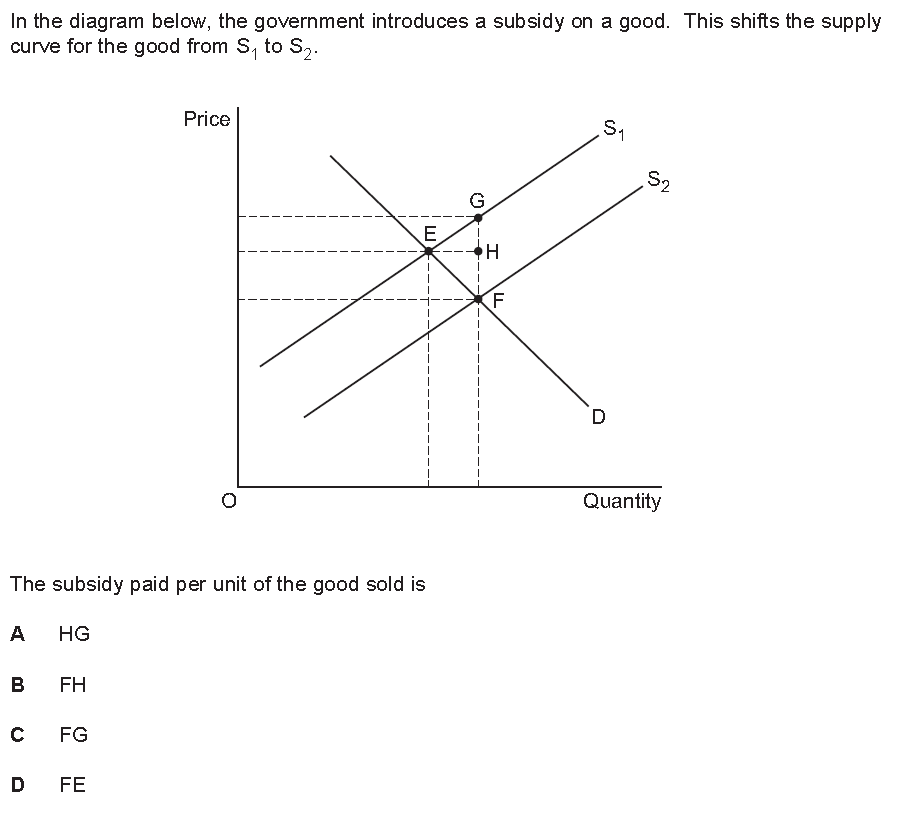 In the diagram below, the government introduces a subsidy on a good. This shifts the supply
curve for the good from S₁ to S₂.
Price
S₁
S₂
G
E
H
F
D
O
Quantity
The subsidy paid per unit of the good sold is
A HG
B FH
C FG
D FE